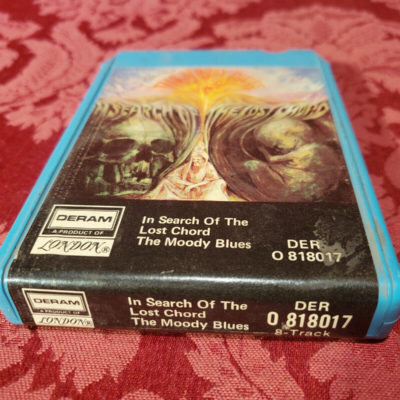 IN SEARCH OF THE LOST CHORD
DERAM
A PRODUCT OF
LONDON®
In Search Of The
Lost Chord
The Moody Blues
DER
O 818017
DERAM
A PRODUCT OF
LONDON®
In Search Of The
Lost Chord
The Moody Blues
DER
O 818017
8-Track